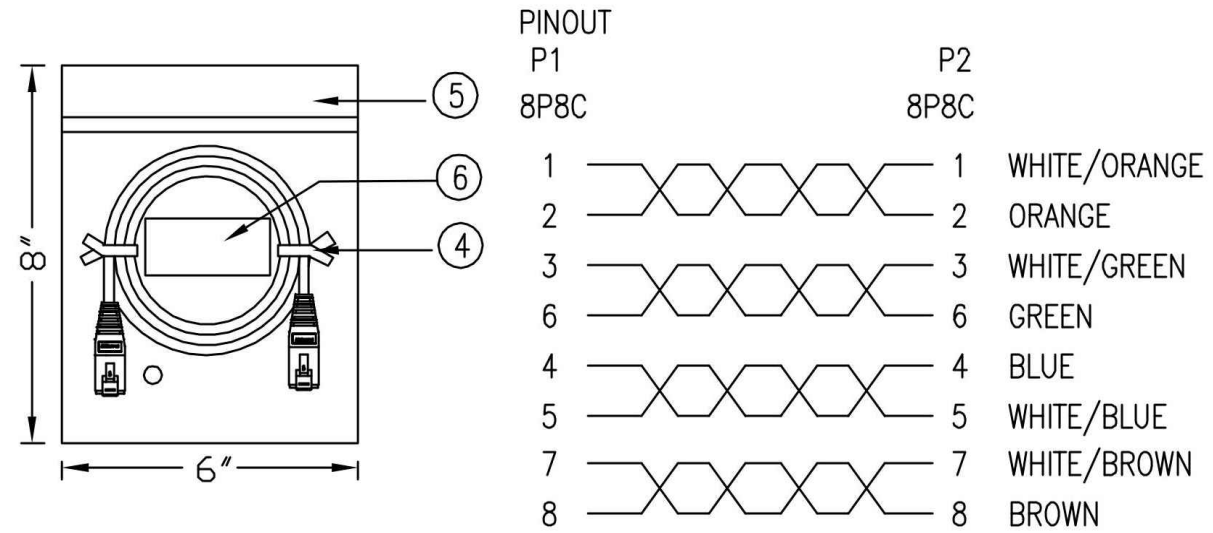 5
6
4
8"
6"
PINOUT
P1 P2
8P8C 8P8C
1 1 WHITE/ORANGE
2 2 ORANGE
3 3 WHITE/GREEN
6 6 GREEN
4 4 BLUE
5 5 WHITE/BLUE
7 7 WHITE/BROWN
8 8 BROWN